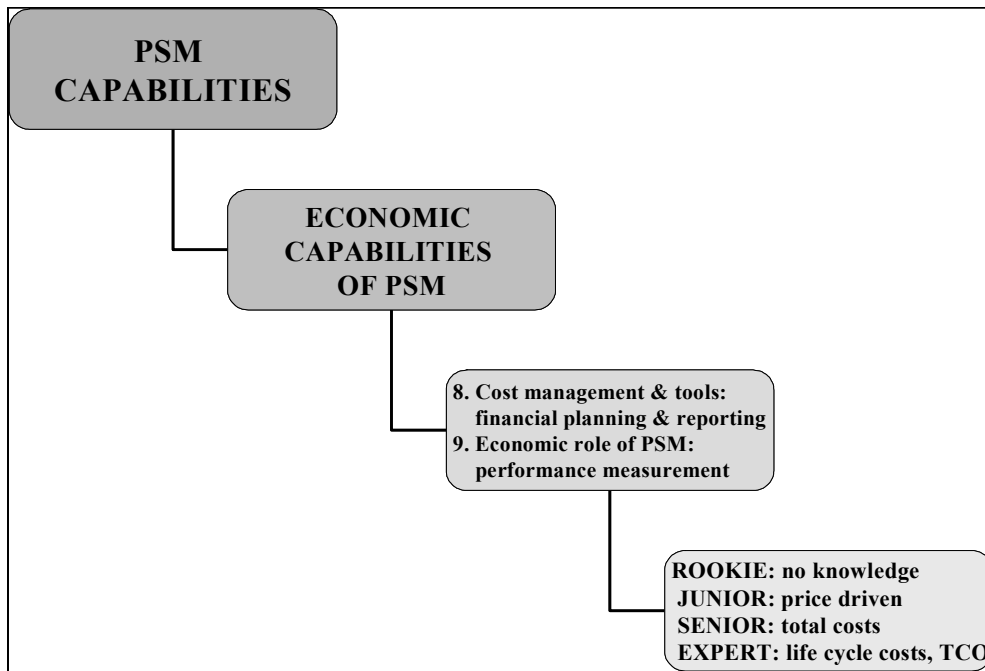 PSM
CAPABILITIES
ECONOMIC
CAPABILITIES
OF PSM
8. Cost management & tools:
financial planning & reporting
9. Economic role of PSM:
performance measurement
ROOKIE: no knowledge
JUNIOR: price driven
SENIOR: total costs
EXPERT: life cycle costs, TCO